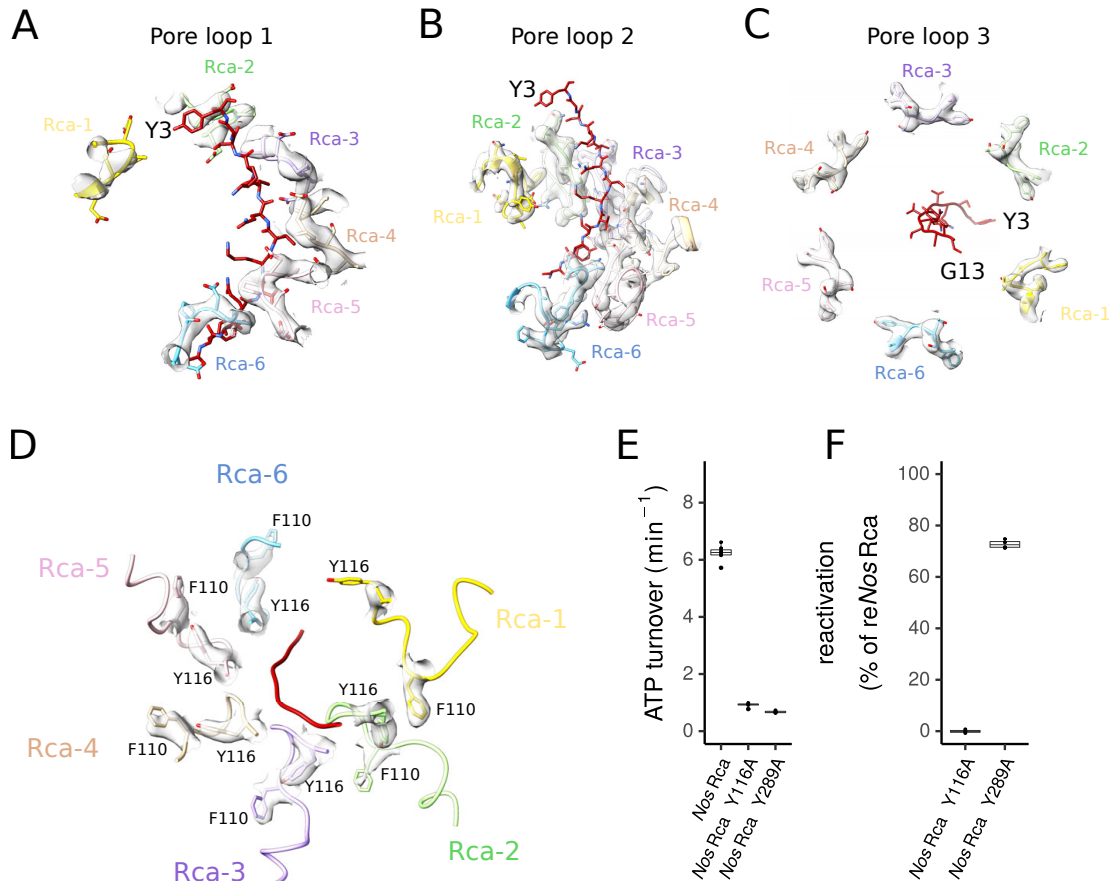 A
Pore loop 1
Rca-2
Rca-1
Y3
Rca-3
Rca-4
Rca-5
Rca-6
B
Pore loop 2
Y3
Rca-2
Rca-3
Rca-1
Rca-4
Rca-5
Rca-6
C
Pore loop 3
Rca-3
Rca-4
Rca-2
Y3
G13
Rca-5
Rca-1
Rca-6
D
Rca-6
F110
Rca-5
F110
Y116
Y116
Rca-1
Y116
Y116
F110
Rca-4
F110
Y116
Y116
F110
F110
Rca-2
Rca-3
E
ATP turnover (min⁻¹)
8
6
4
2
0
Nos Rca
Nos Rca Y116A
Nos Rca Y289A
F
reactivation
(% of reNos Rca)
100
80
60
40
20
0
Nos Rca Y116A
Nos Rca Y289A